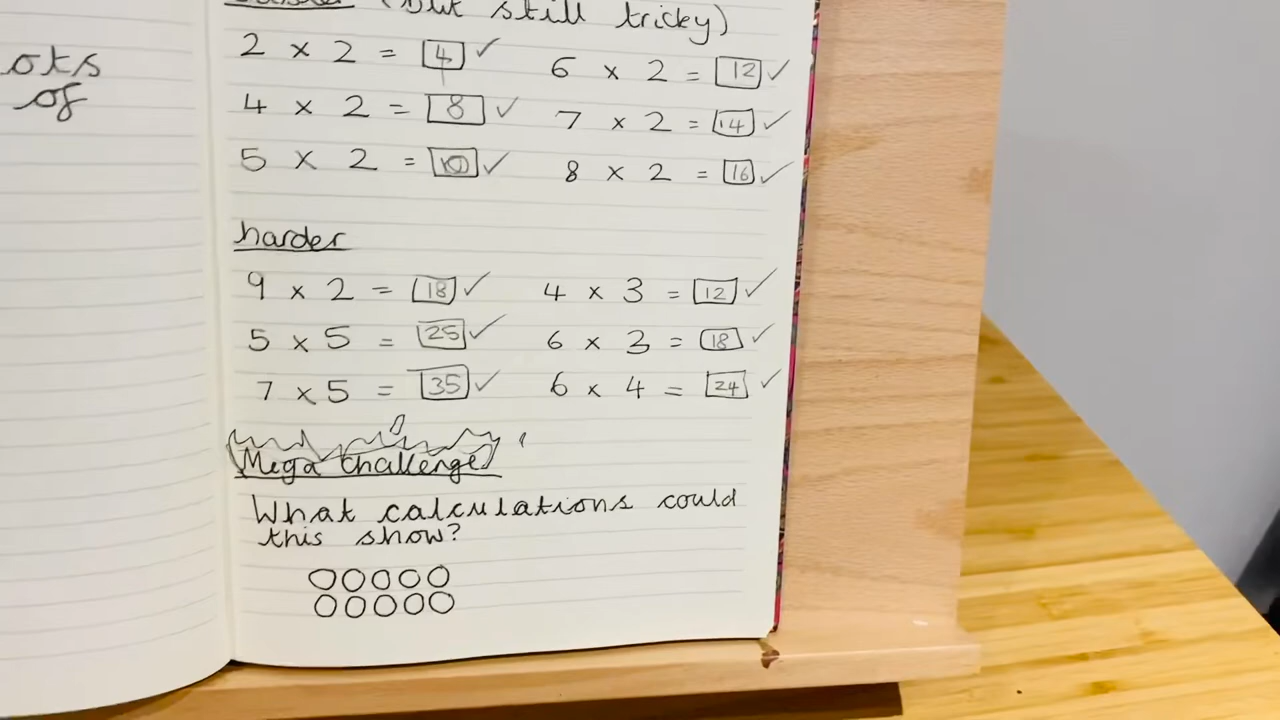 ots
of
(but still tricky)
2 × 2 = 4 ✓
6 × 2 = 12 ✓
4 × 2 = 8 ✓
7 × 2 = 14 ✓
5 × 2 = 10 ✓
8 × 2 = 16 ✓
harder
9 × 2 = 18 ✓
4 × 3 = 12 ✓
5 × 5 = 25 ✓
6 × 3 = 18 ✓
7 × 5 = 35 ✓
6 × 4 = 24 ✓
Mega Challenge
What calculations could
this show?